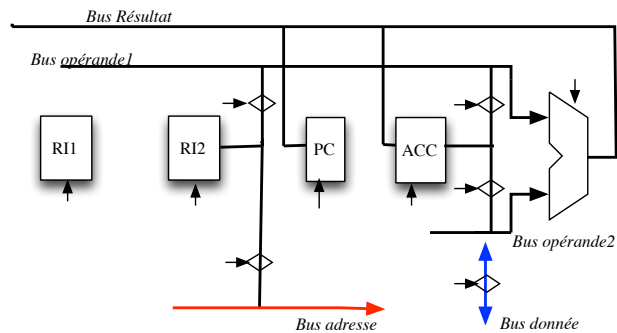 Bus Résultat
Bus opérande1
RI1
RI2
PC
ACC
Bus opérande2
Bus adresse
Bus donnée